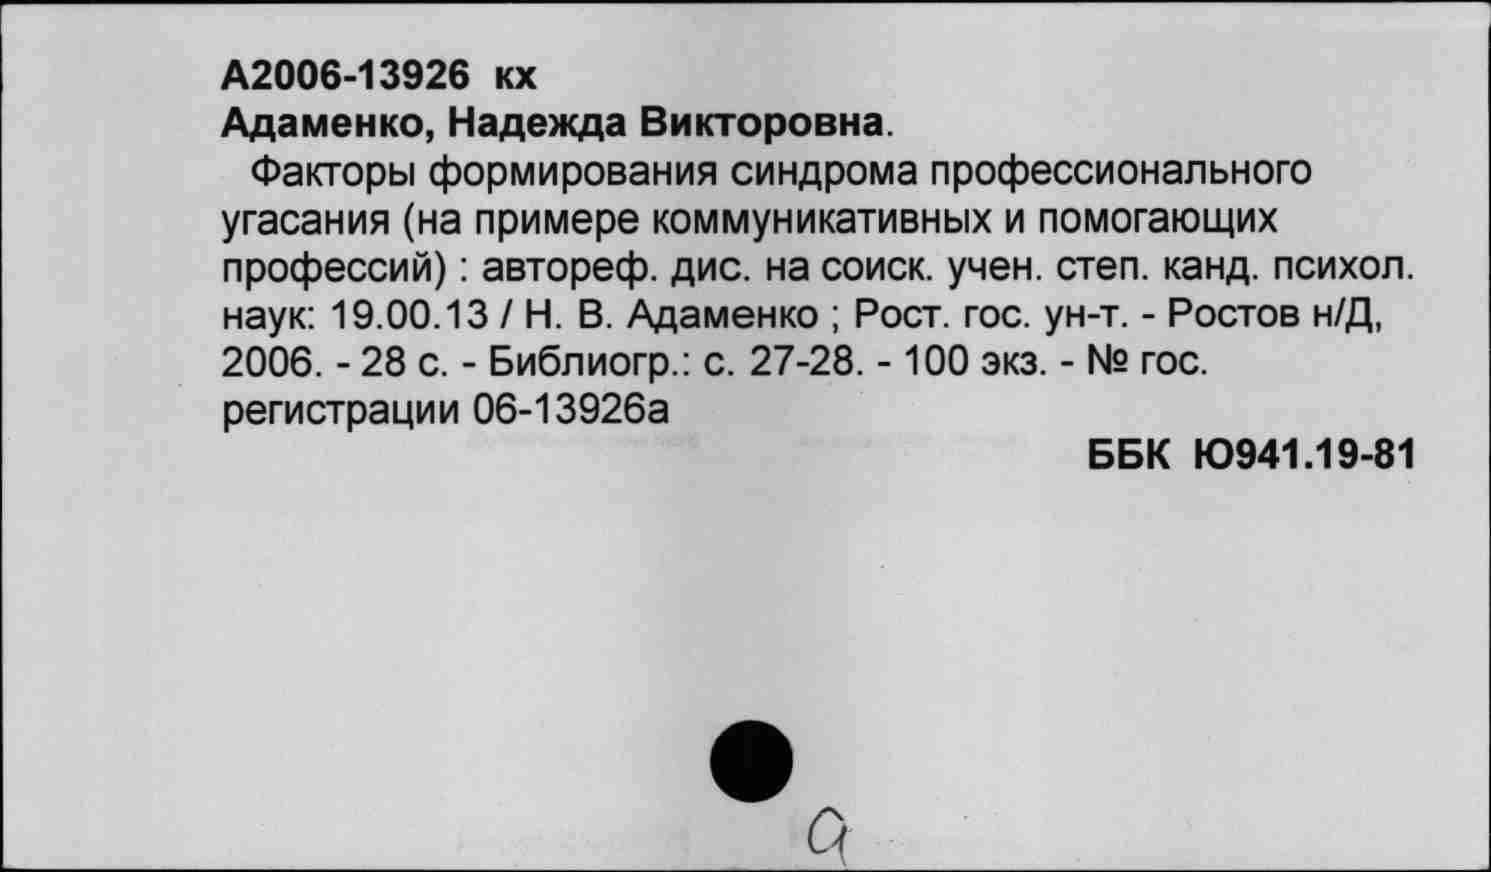 А2006-13926 кх
Адаменко, Надежда Викторовна.
Факторы формирования синдрома профессионального
угасания (на примере коммуникативных и помогающих
профессий) : автореф. дис. на соиск. учен. степ. канд. психол.
наук: 19.00.13 / Н. В. Адаменко ; Рост. гос. ун-т. - Ростов н/Д,
2006. - 28 с. - Библиогр.: с. 27-28. - 100 экз. - № гос.
регистрации 06-13926а
ББК Ю941.19-81
а